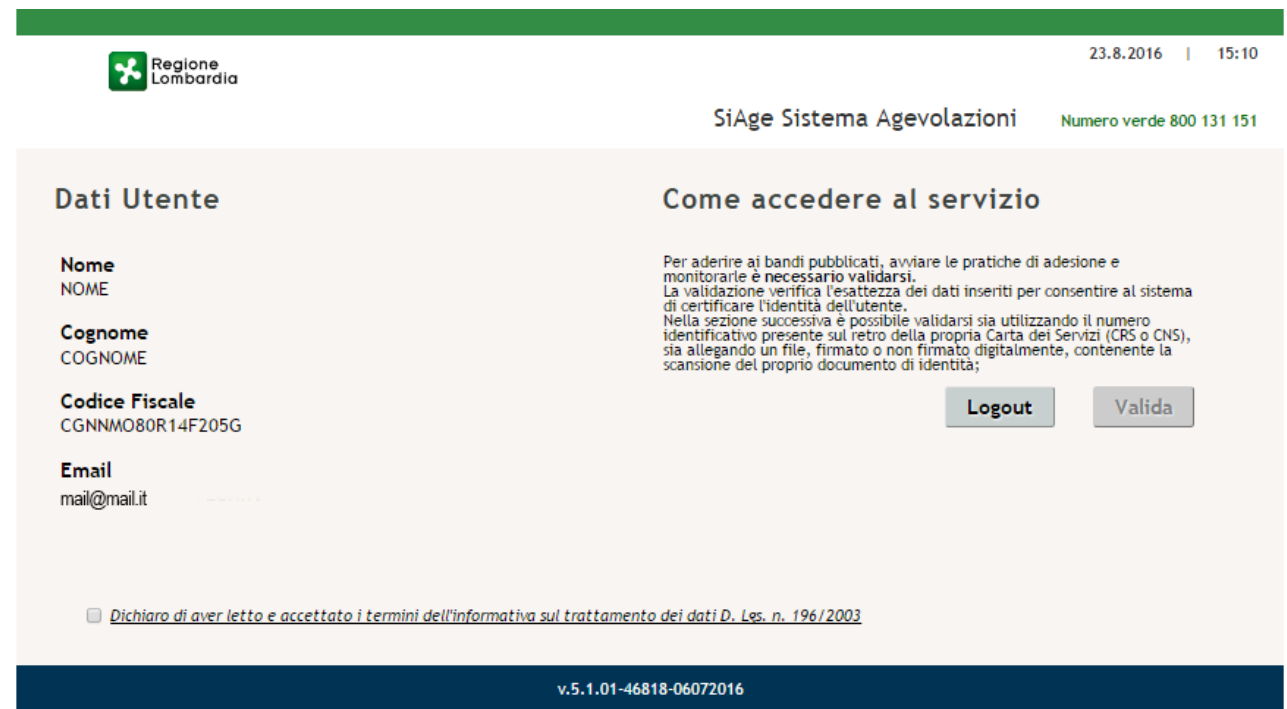 Regione
Lombardia
23.8.2016 | 15:10
SiAge Sistema Agevolazioni
Numero verde 800 131 151
Dati Utente
Nome
NOME
Cognome
COGNOME
Codice Fiscale
CGNNMO80R14F205G
Email
mail@mail.it
Come accedere al servizio
Per aderire ai bandi pubblicati, avviare le pratiche di adesione e
monitorarle è necessario validarsi.
La validazione verifica l'esattezza dei dati inseriti per consentire al sistema
di certificare l'identità dell'utente.
Nella sezione successiva è possibile validarsi sia utilizzando il numero
identificativo presente sul retro della propria Carta dei Servizi (CRS o CNS),
sia allegando un file, firmato o non firmato digitalmente, contenente la
scansione del proprio documento di identità;
Logout
Valida
Dichiaro di aver letto e accettato i termini dell'informativa sul trattamento dei dati D. Lgs. n. 196/2003
v.5.1.01-46818-06072016